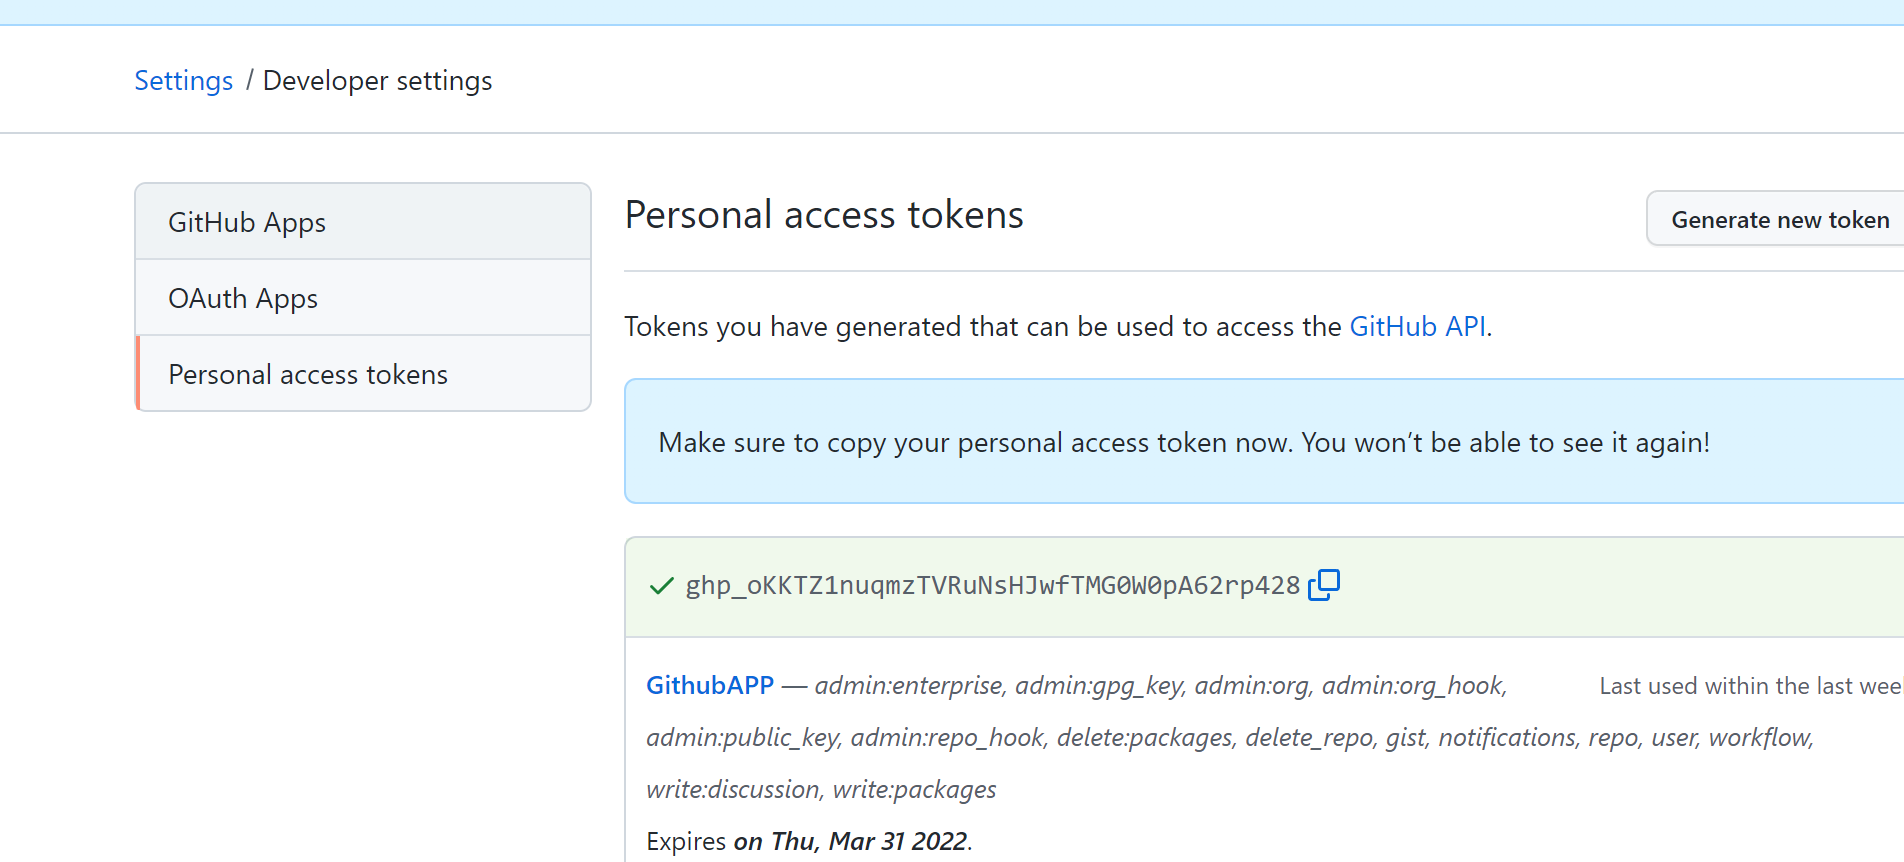 Settings / Developer settings
GitHub Apps
OAuth Apps
Personal access tokens
Personal access tokens
Generate new token
Tokens you have generated that can be used to access the GitHub API.
Make sure to copy your personal access token now. You won’t be able to see it again!
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
GithubAPP — admin:enterprise, admin:gpg_key, admin:org, admin:org_hook,
Last used within the last wee
admin:public_key, admin:repo_hook, delete:packages, delete_repo, gist, notifications, repo, user, workflow,
write:discussion, write:packages
Expires on Thu, Mar 31 2022.